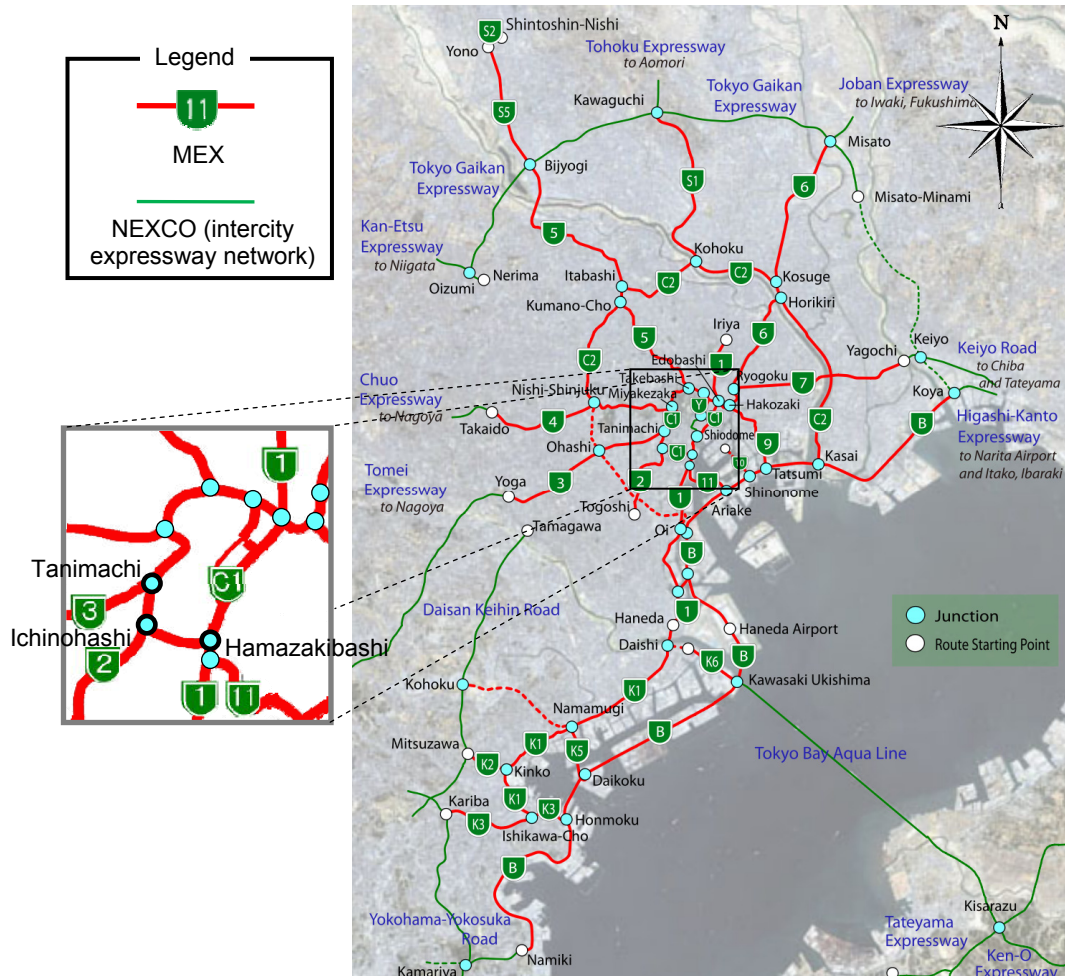 Legend
11
MEX
NEXCO (intercity
expressway network)
S2
Shintoshin-Nishi
Yono
Tohoku Expressway
to Aomori
Tokyo Gaikan
Expressway
Joban Expressway
to Iwaki, Fukushima
N
Kawaguchi
S5
Misato
Tokyo Gaikan
Expressway
Bijyogi
S1
6
Misato-Minami
Kan-Etsu
Expressway
to Niigata
5
Kohoku
Nerima
Oizumi
Itabashi
C2
C2
Kosuge
Kumano-Cho
Horikiri
Iriya
5
6
Edobashi
Keiyo
Yagochi
Keiyo Road
to Chiba
and Tateyama
C2
1
Takebashi
Ryogoku
7
Koya
Chuo
Expressway
to Nagoya
Nishi-Shinjuku
Miyakezaka
Y
C1
Hakozaki
C2
B
Higashi-Kanto
Expressway
to Narita Airport
and Itako, Ibaraki
Takaido
4
C1
Tanimachi
Shiodome
9
Ohashi
C1
10
Kasai
Tatsumi
Tomei
Expressway
to Nagoya
Yoga
3
2
11
Shinonome
1
Ariake
Togoshi
Tamagawa
Oi
B
1
C1
Tanimachi
3
Ichinohashi
Hamazakibashi
2
1
11
Daisan Keihin Road
1
Haneda
Haneda Airport
Junction
Route Starting Point
Daishi
K6
B
Kawasaki Ukishima
Kohoku
K1
Namamugi
B
Mitsuzawa
K1
K5
Tokyo Bay Aqua Line
K2
Kinko
Daikoku
K1
Kariba
K3
K3
Honmoku
Ishikawa-Cho
B
Kisarazu
Yokohama-Yokosuka
Road
Tateyama
Expressway
Namiki
Ken-O
Expressway
Kamariya